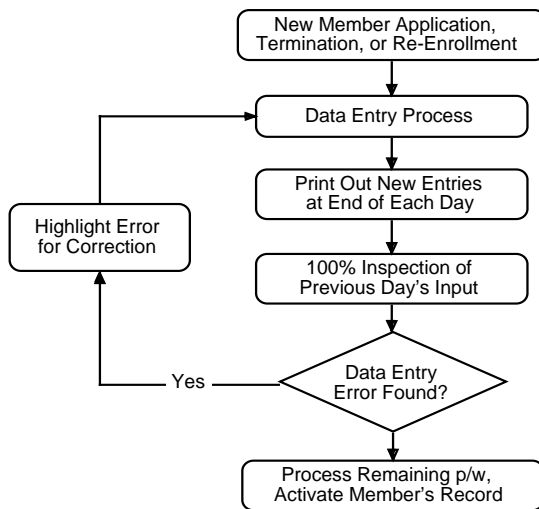 New Member Application,
Termination, or Re-Enrollment
Data Entry Process
Print Out New Entries
at End of Each Day
Highlight Error
for Correction
100% Inspection of
Previous Day's Input
Yes
Data Entry
Error Found?
Process Remaining p/w,
Activate Member's Record